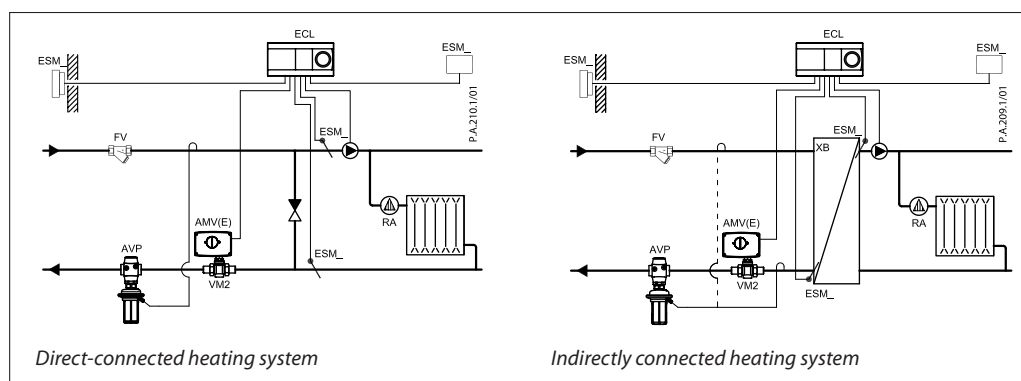 ECL
ESM_
ESM_
P.A.210.1/01
FV
ESM_
RA
AMV(E)
AVP
ESM_
VM2
Direct-connected heating system
ECL
ESM_
ESM_
P.A.209.1/01
FV
ESM_
XB
RA
AMV(E)
AVP
VM2
ESM_
Indirectly connected heating system